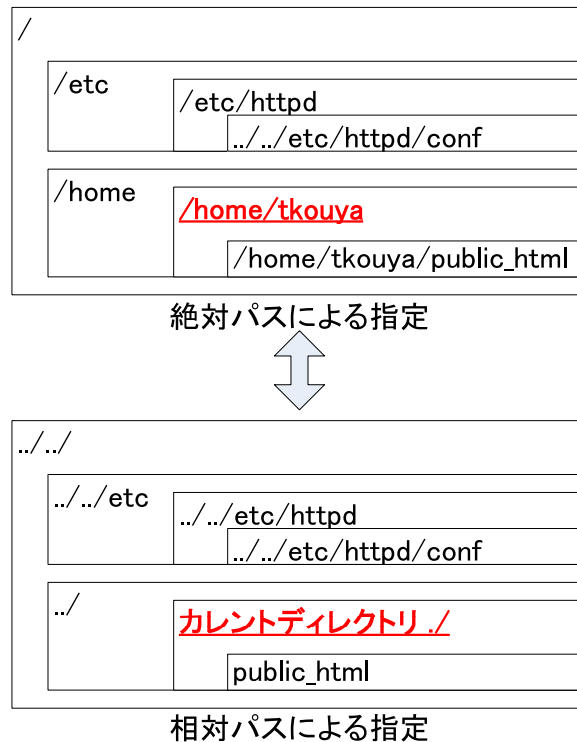 /
/etc
/etc/httpd
../../etc/httpd/conf
/home
/home/tkouya
/home/tkouya/public_html
絶対パスによる指定
../../
../../etc
../../etc/httpd
../../etc/httpd/conf
../
カレントディレクトリ ./
public_html
相対パスによる指定